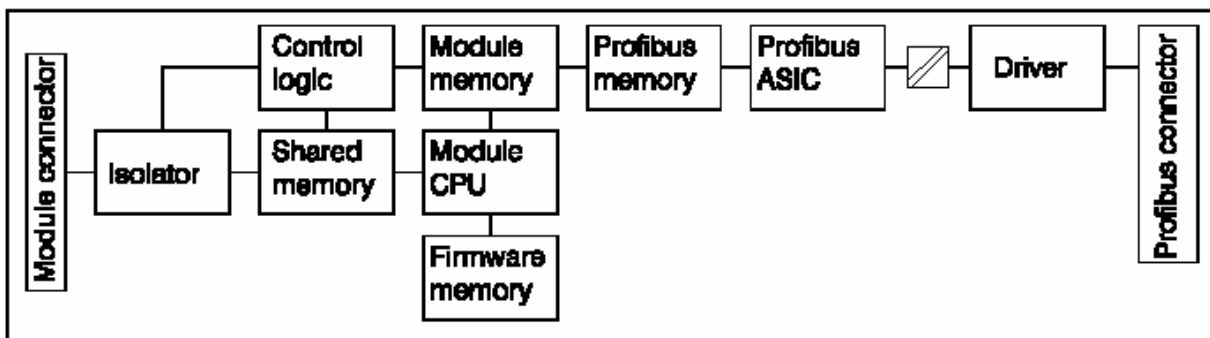 Module connector
Isolator
Control
logic
Shared
memory
Module
memory
Module
CPU
Firmware
memory
Profibus
memory
Profibus
ASIC
Driver
Profibus connector